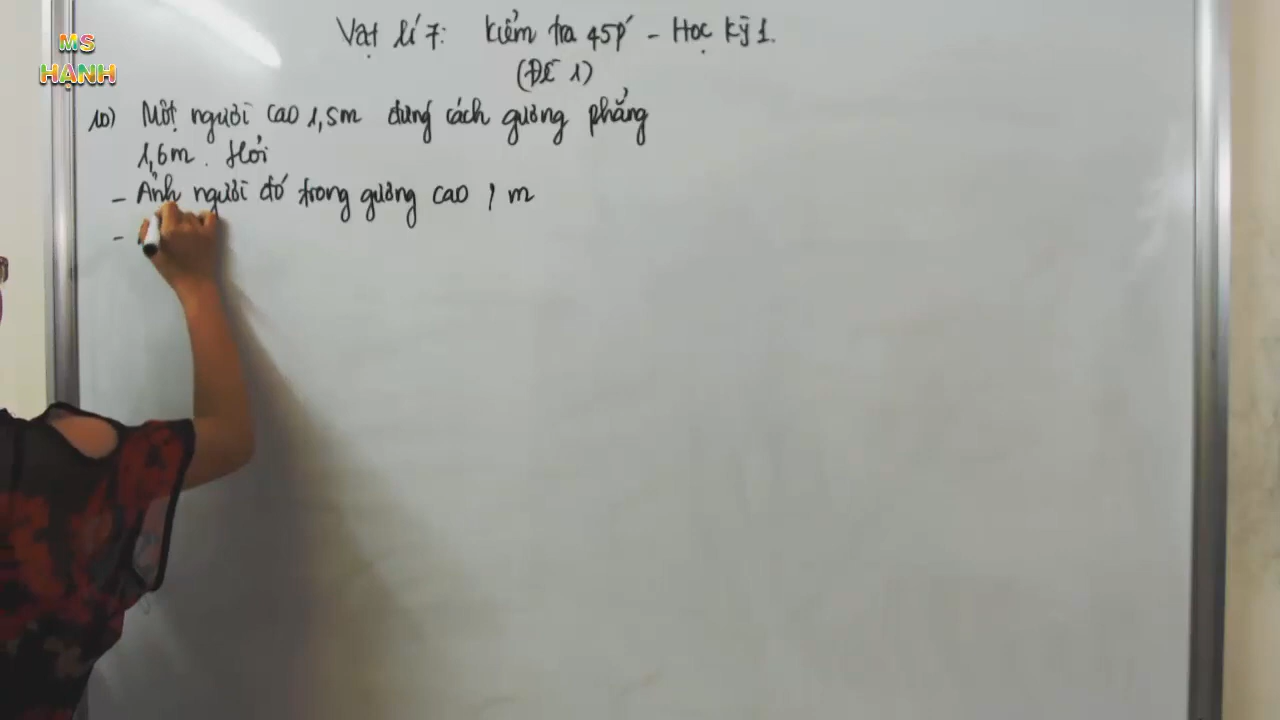 MS
HẠNH
Vật lí 7: Kiểm tra 45p' - Học kỳ 1.
(ĐỀ 1)
10) Một người cao 1,5m đứng cách gương phẳng
1,6m. Hỏi
- Ảnh người đó trong gương cao ? m
-